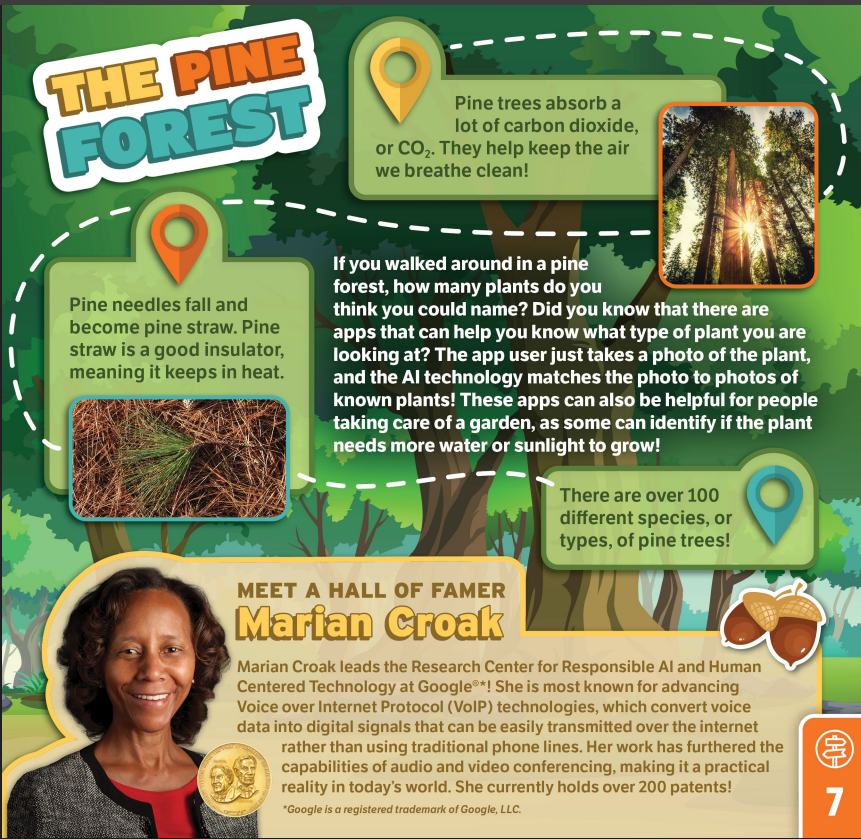 THE PINE
FOREST
Pine trees absorb a
lot of carbon dioxide,
or CO₂. They help keep the air
we breathe clean!
Pine needles fall and
become pine straw. Pine
straw is a good insulator,
meaning it keeps in heat.
If you walked around in a pine
forest, how many plants do you
think you could name? Did you know that there are
apps that can help you know what type of plant you are
looking at? The app user just takes a photo of the plant,
and the AI technology matches the photo to photos of
known plants! These apps can also be helpful for people
taking care of a garden, as some can identify if the plant
needs more water or sunlight to grow!
There are over 100
different species, or
types, of pine trees!
MEET A HALL OF FAMER
Marian Croak
Marian Croak leads the Research Center for Responsible AI and Human
Centered Technology at Google®*! She is most known for advancing
Voice over Internet Protocol (VoIP) technologies, which convert voice
data into digital signals that can be easily transmitted over the internet
rather than using traditional phone lines. Her work has furthered the
capabilities of audio and video conferencing, making it a practical
reality in today's world. She currently holds over 200 patents!
*Google is a registered trademark of Google, LLC.
7